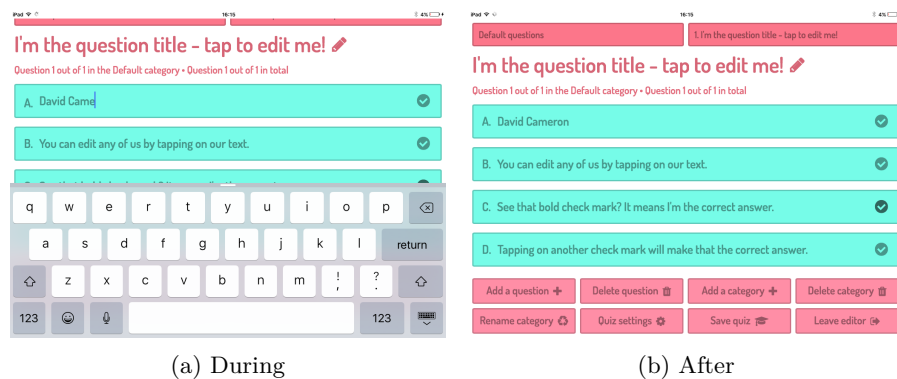 iPad 16:15 4%
I'm the question title - tap to edit me!
Question 1 out of 1 in the Default category • Question 1 out of 1 in total
A. David Came
B. You can edit any of us by tapping on our text.
q w e r t y u i o p
a s d f g h j k l return
z x c v b n m ! , ? .
123 123
(a) During
iPad 16:15 4%
Default questions 1. I'm the question title - tap to edit me!
I'm the question title - tap to edit me!
Question 1 out of 1 in the Default category • Question 1 out of 1 in total
A. David Cameron
B. You can edit any of us by tapping on our text.
C. See that bold check mark? It means I'm the correct answer.
D. Tapping on another check mark will make that the correct answer.
Add a question Delete question Add a category Delete category
Rename category Quiz settings Save quiz Leave editor
(b) After